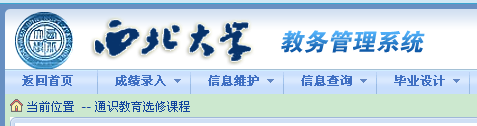 西北大学 教务管理系统
返回首页 成绩录入 信息维护 信息查询 毕业设计
当前位置 -- 通识教育选修课程